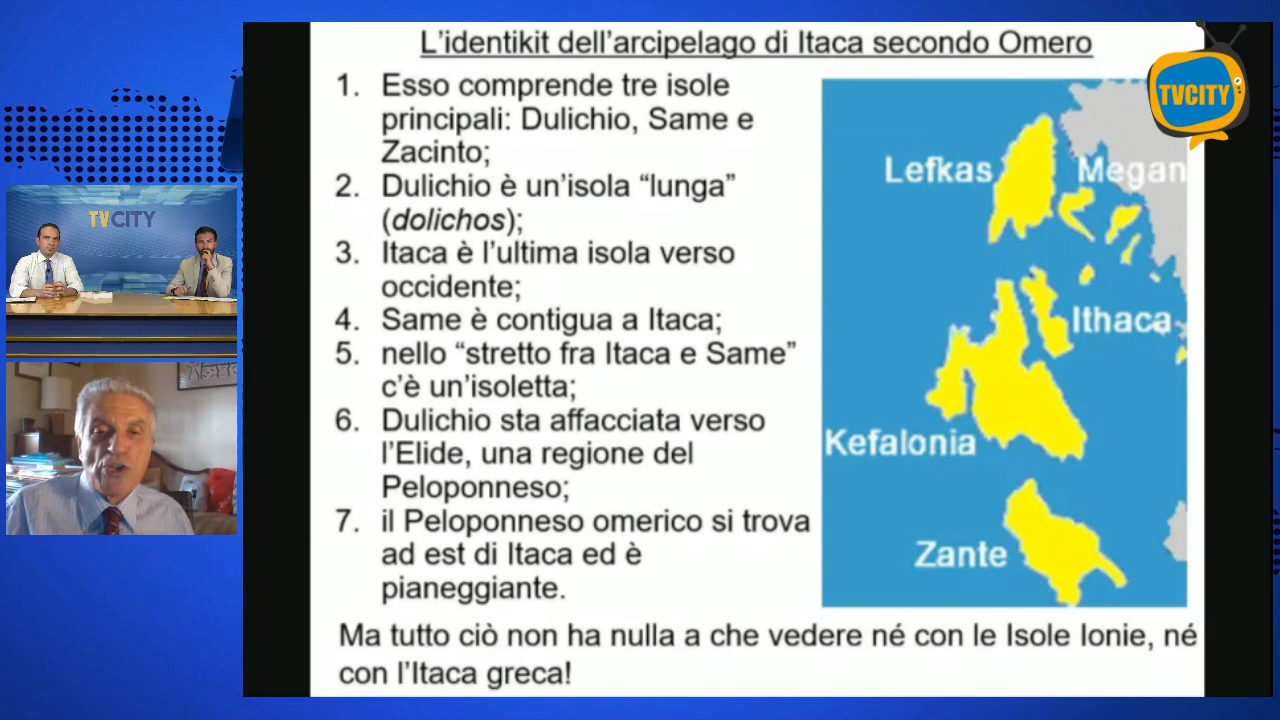 L'identikit dell'arcipelago di Itaca secondo Omero
1. Esso comprende tre isole
principali: Dulichio, Same e
Zacinto;
2. Dulichio è un'isola “lunga”
(dolichos);
3. Itaca è l'ultima isola verso
occidente;
4. Same è contigua a Itaca;
5. nello “stretto fra Itaca e Same”
c'è un'isoletta;
6. Dulichio sta affacciata verso
l'Elide, una regione del
Peloponneso;
7. il Peloponneso omerico si trova
ad est di Itaca ed è
pianeggiante.
Ma tutto ciò non ha nulla a che vedere né con le Isole Ionie, né
con l'Itaca greca!
Lefkas
Megan
Ithaca
Kefalonia
Zante
TVCITY
TVCITY